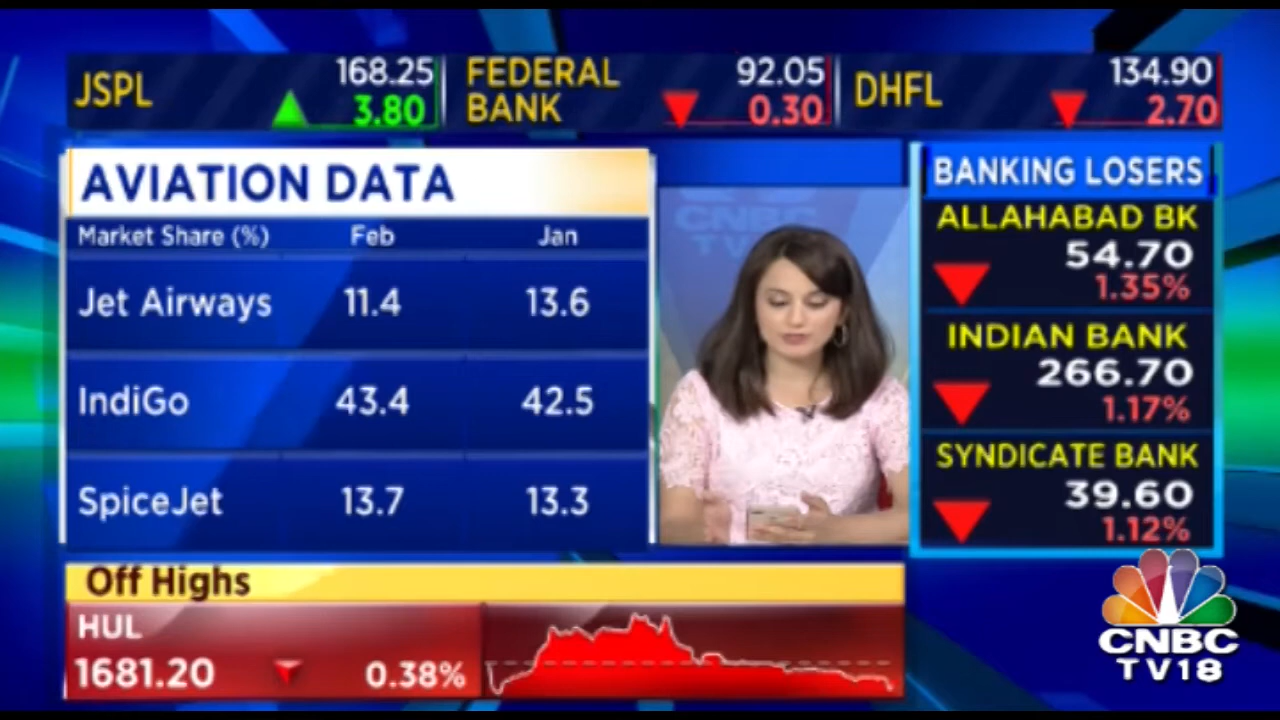 JSPL
168.25
3.80
FEDERAL
BANK
92.05
0.30
DHFL
134.90
2.70
AVIATION DATA
Market Share (%) Feb Jan
Jet Airways 11.4 13.6
IndiGo 43.4 42.5
SpiceJet 13.7 13.3
CNBC
TV
BANKING LOSERS
ALLAHABAD BK
54.70
1.35%
INDIAN BANK
266.70
1.17%
SYNDICATE BANK
39.60
1.12%
Off Highs
HUL
1681.20 0.38%
CNBC
TV18